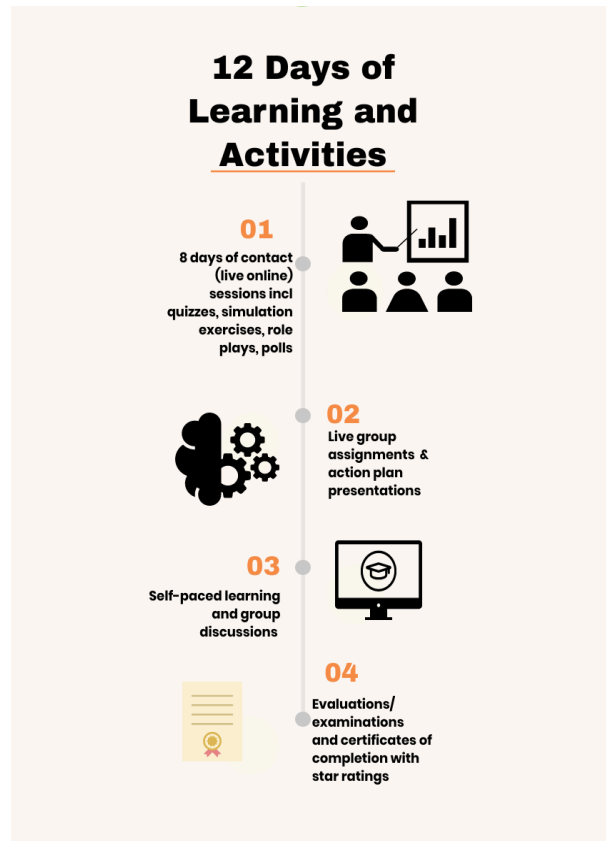 12 Days of
Learning and
Activities
01
8 days of contact
(live online)
sessions incl
quizzes, simulation
exercises, role
plays, polls
02
Live group
assignments &
action plan
presentations
03
Self-paced learning
and group
discussions
04
Evaluations/
examinations
and certificates of
completion with
star ratings